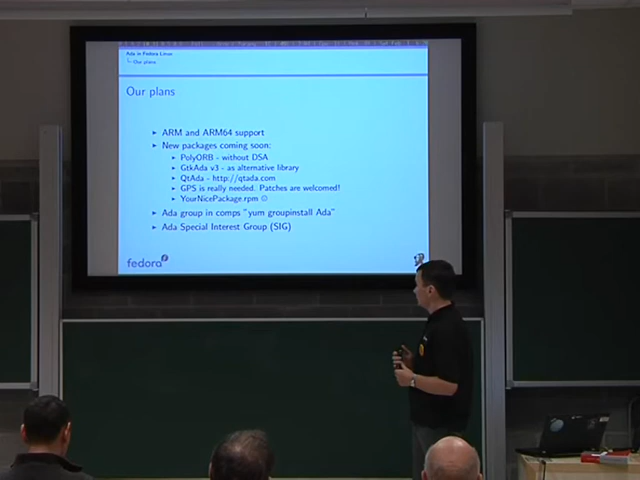 Ada in Fedora Linux
Our plans
Our plans
► ARM and ARM64 support
► New packages coming soon:
► PolyORB - without DSA
► GtkAda v3 - as alternative library
► QtAda - http://qtada.com
► GPS is really needed. Patches are welcomed!
► YourNicePackage.rpm ☺
► Ada group in comps "yum groupinstall Ada"
► Ada Special Interest Group (SIG)
fedora